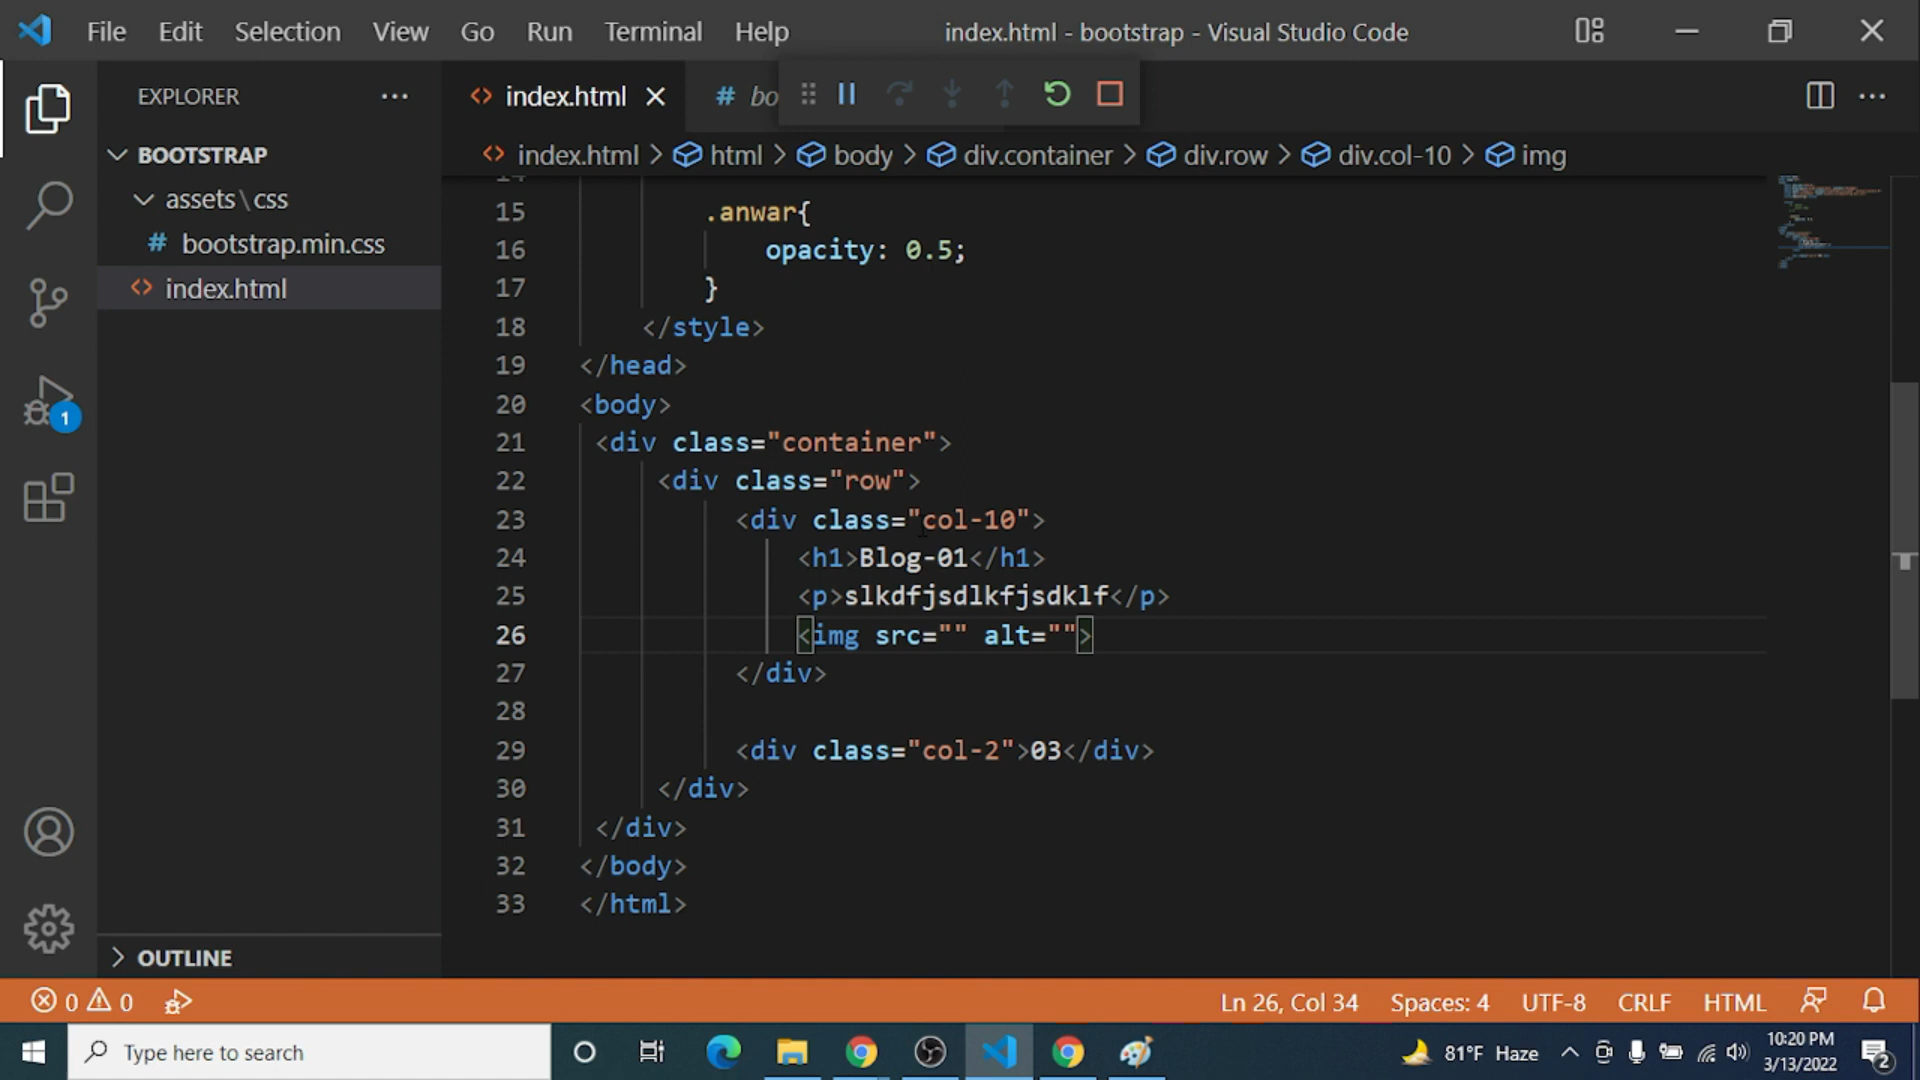 File Edit Selection View Go Run Terminal Help index.html - bootstrap - Visual Studio Code
EXPLORER
index.html
# bo
BOOTSTRAP
index.html > html > body > div.container > div.row > div.col-10 > img
assets\css
# bootstrap.min.css
index.html
15 .anwar{
16 opacity: 0.5;
17 }
18 </style>
19 </head>
20 <body>
21 <div class="container">
22 <div class="row">
23 <div class="col-10">
24 <h1>Blog-01</h1>
25 <p>slkdfjsdlkfjsdklf</p>
26 <img src="" alt="">
27 </div>
28
29 <div class="col-2">03</div>
30 </div>
31 </div>
32 </body>
33 </html>
1
OUTLINE
0 0 Ln 26, Col 34 Spaces: 4 UTF-8 CRLF HTML
Type here to search 81°F Haze 10:20 PM
3/13/2022 2